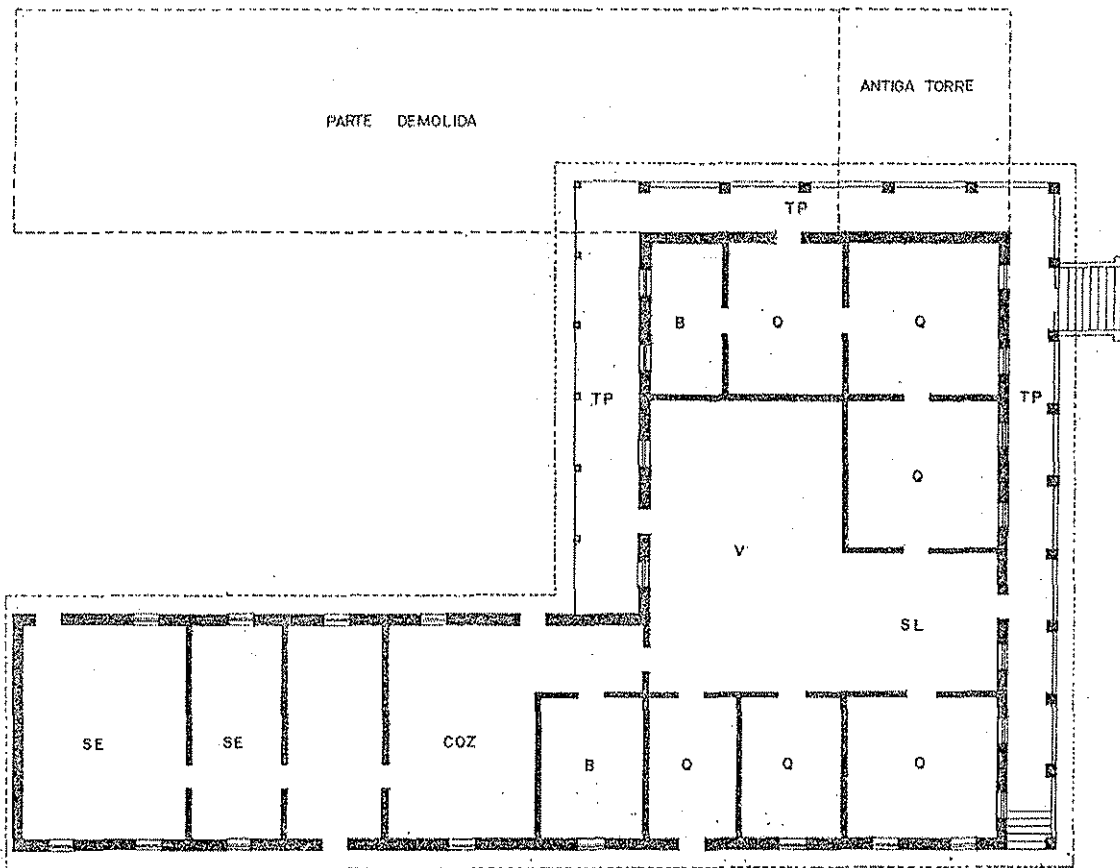 ANTIGA TORRE
PARTE DEMOLIDA
TP
B
Q
Q
TP
TP
Q
V
SL
SE
SE
COZ
B
Q
Q
Q